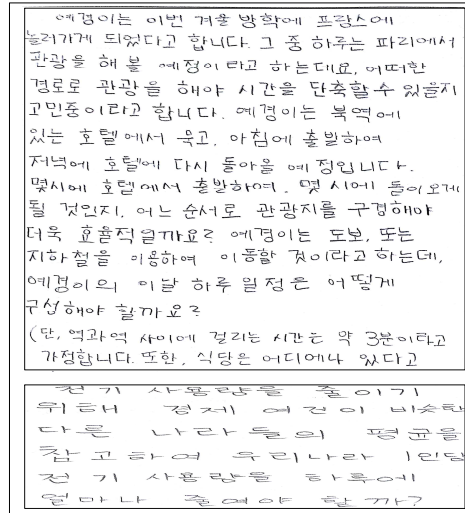 예경이는 이번 겨울 방학에 프랑스에
놀러가게 되었다고 합니다. 그 중 하루는 파리에서
관광을 해 볼 예정이라고 하는데요, 어떠한
경로로 관광을 해야 시간을 단축할 수 있을지
고민중이라고 합니다. 예경이는 북역에
있는 호텔에서 묵고, 아침에 출발하여
저녁에 호텔에 다시 돌아올 예정입니다.
몇시에 호텔에서 출발하여, 몇 시에 돌아오게
될 것인지, 어느 순서로 관광지를 구경해야
더욱 효율적일까요? 예경이는 도보, 또는
지하철을 이용하여 이동할 것이라고 하는데,
예경이의 이날 하루 일정은 어떻게
구성해야 할까요?
(단, 역과 역 사이에 걸리는 시간은 약 3분이라고
가정합니다. 또한, 식당은 어디에나 있다고
전기 사용량을 줄이기
위해 경제 여건이 비슷한
다른 나라들의 평균을
참고하여 우리나라 1인당
전기 사용량을 하루에
얼마나 줄여야 할까?